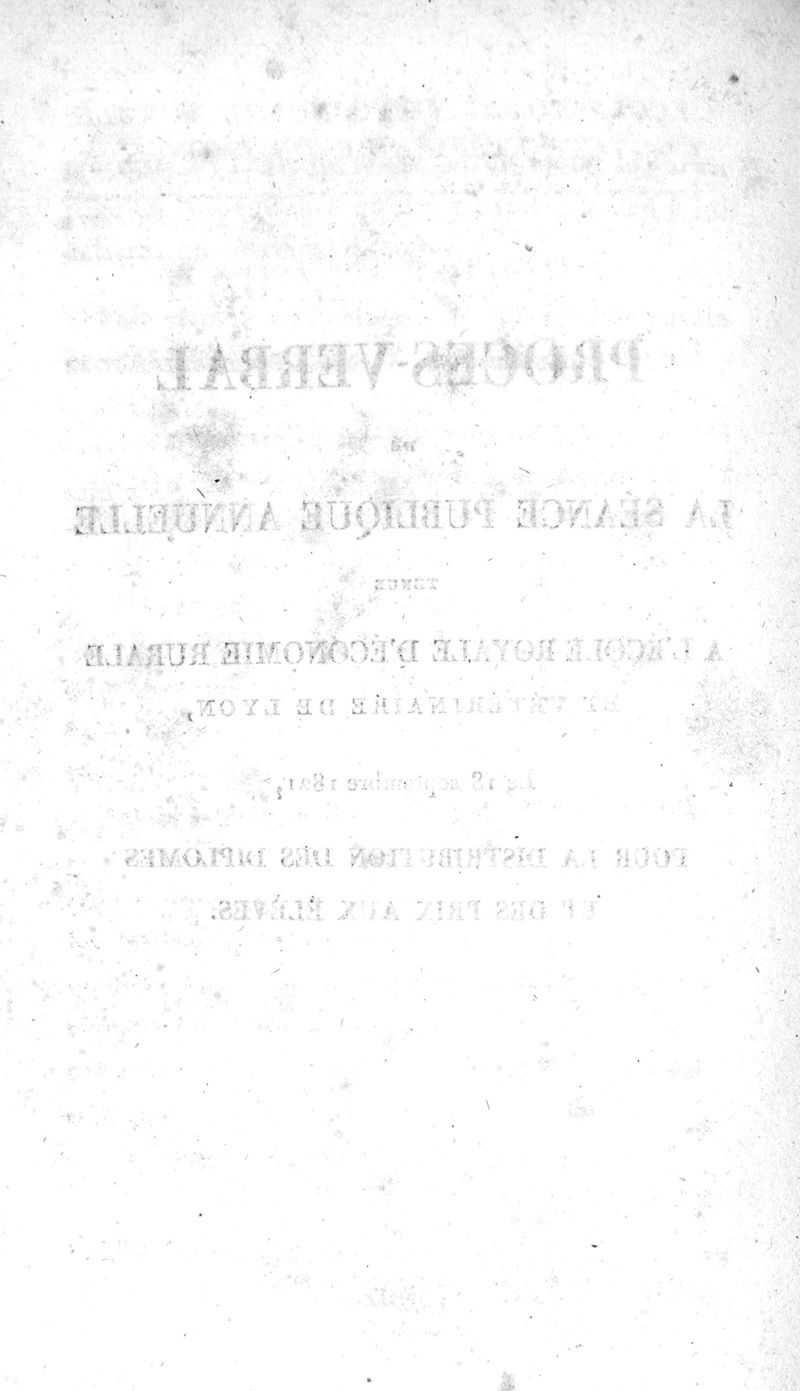 PROCÈS-VERBAL
DE
LA SÉANCE PUBLIQUE ANNUELLE
TENUE
A L'ÉCOLE ROYALE D'ÉCONOMIE RURALE
ET VÉTÉRINAIRE DE LYON,
Le 18 septembre 1821,
POUR LA DISTRIBUTION DES DIPLOMES
ET DES PRIX AUX ÉLÈVES.